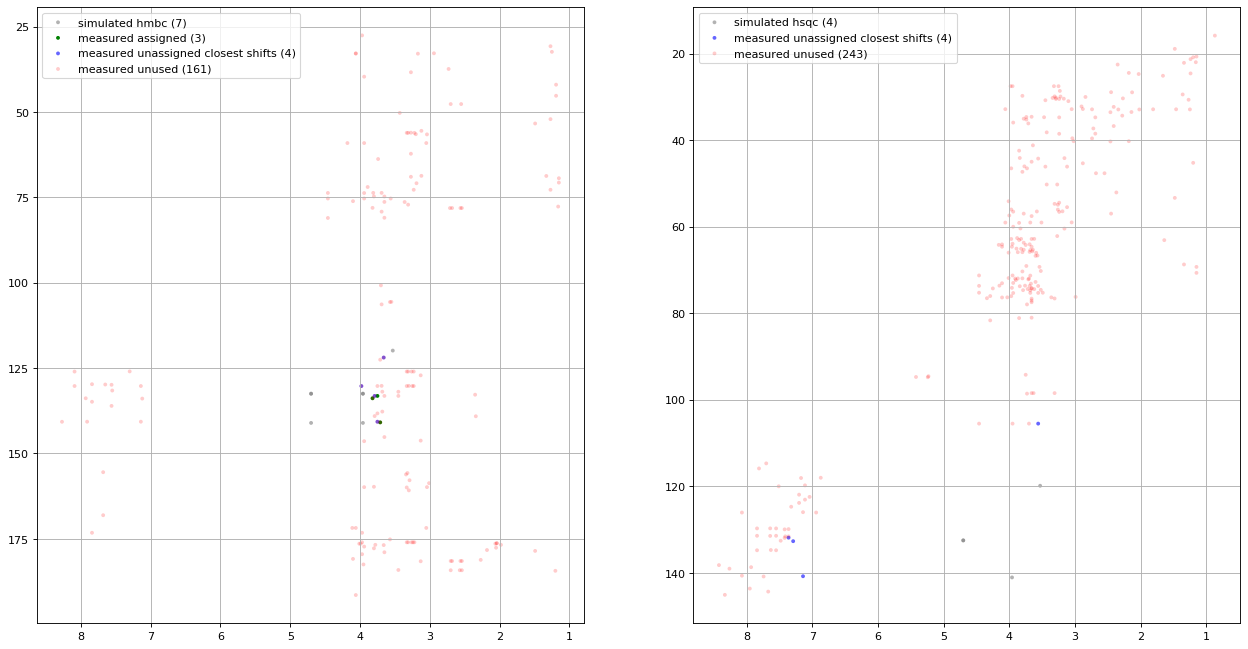 simulated hmbc (7)
measured assigned (3)
measured unassigned closest shifts (4)
measured unused (161)
25
50
75
100
125
150
175
8 7 6 5 4 3 2 1
simulated hsqc (4)
measured unassigned closest shifts (4)
measured unused (243)
20
40
60
80
100
120
140
8 7 6 5 4 3 2 1